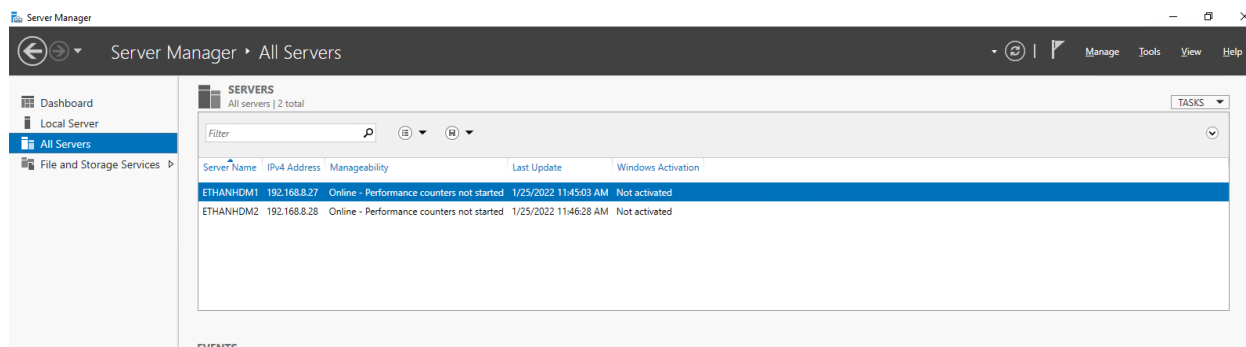 Server Manager
Server Manager ‣ All Servers
Manage Tools View Help
Dashboard
Local Server
All Servers
File and Storage Services
SERVERS
All servers | 2 total
TASKS
Filter
Server Name IPv4 Address Manageability Last Update Windows Activation
ETHANHDM1 192.168.8.27 Online - Performance counters not started 1/25/2022 11:45:03 AM Not activated
ETHANHDM2 192.168.8.28 Online - Performance counters not started 1/25/2022 11:46:28 AM Not activated
EVENTS